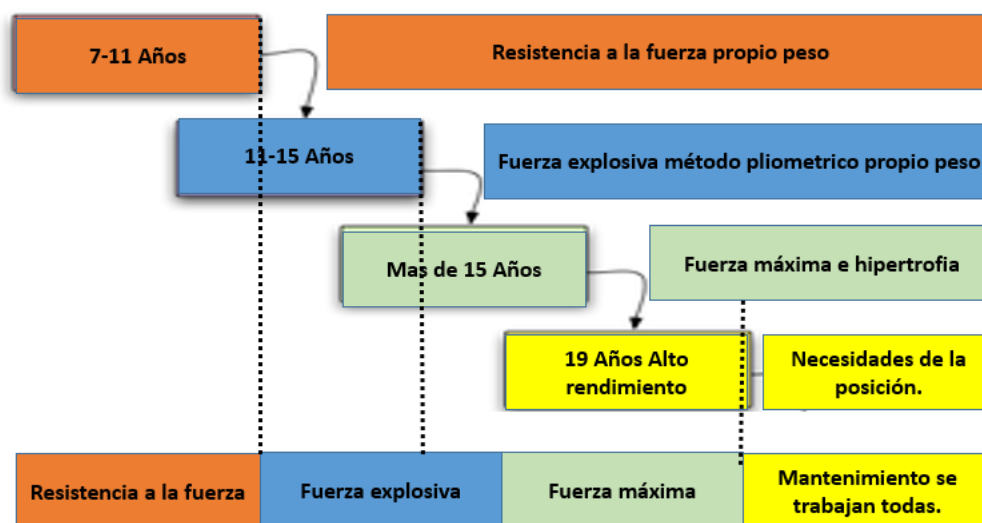 7-11 Años
Resistencia a la fuerza propio peso
11-15 Años
Fuerza explosiva método pliometrico propio peso
Mas de 15 Años
Fuerza máxima e hipertrofia
19 Años Alto
rendimiento
Necesidades de la
posición.
Resistencia a la fuerza
Fuerza explosiva
Fuerza máxima
Mantenimiento se
trabajan todas.